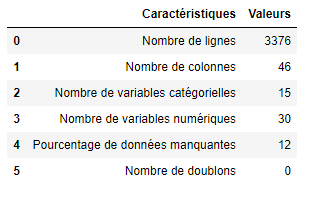 Caractéristiques Valeurs
0 Nombre de lignes 3376
1 Nombre de colonnes 46
2 Nombre de variables catégorielles 15
3 Nombre de variables numériques 30
4 Pourcentage de données manquantes 12
5 Nombre de doublons 0